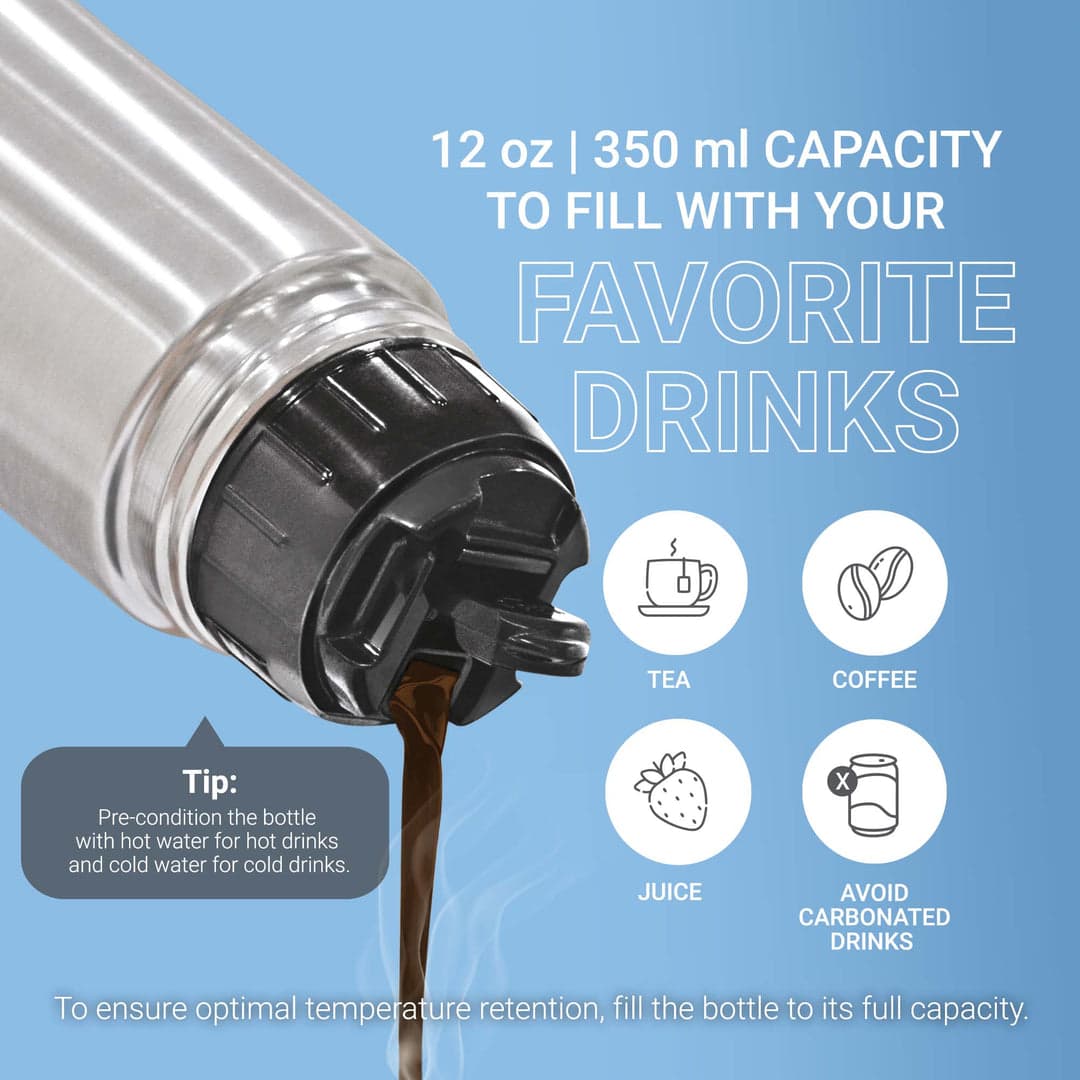 12 oz | 350 ml CAPACITY
TO FILL WITH YOUR
FAVORITE
DRINKS
TEA
COFFEE
JUICE
X
AVOID
CARBONATED
DRINKS
Tip:
Pre-condition the bottle
with hot water for hot drinks
and cold water for cold drinks.
To ensure optimal temperature retention, fill the bottle to its full capacity.